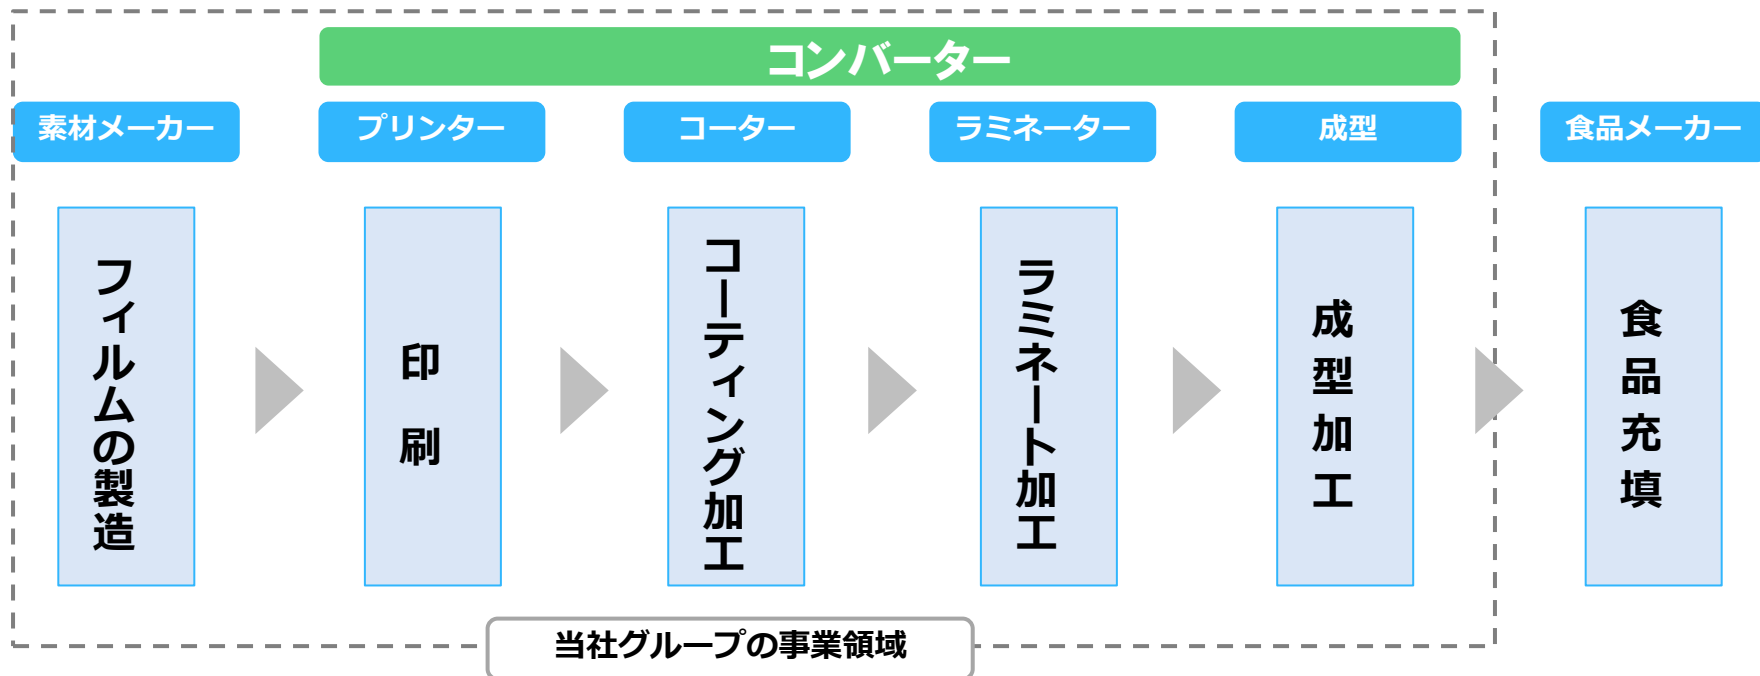 コンバーター
素材メーカー
プリンター
コーター
ラミネーター
成型
食品メーカー
フィルムの製造
印刷
コーティング加工
ラミネート加工
成型加工
食品充填
当社グループの事業領域